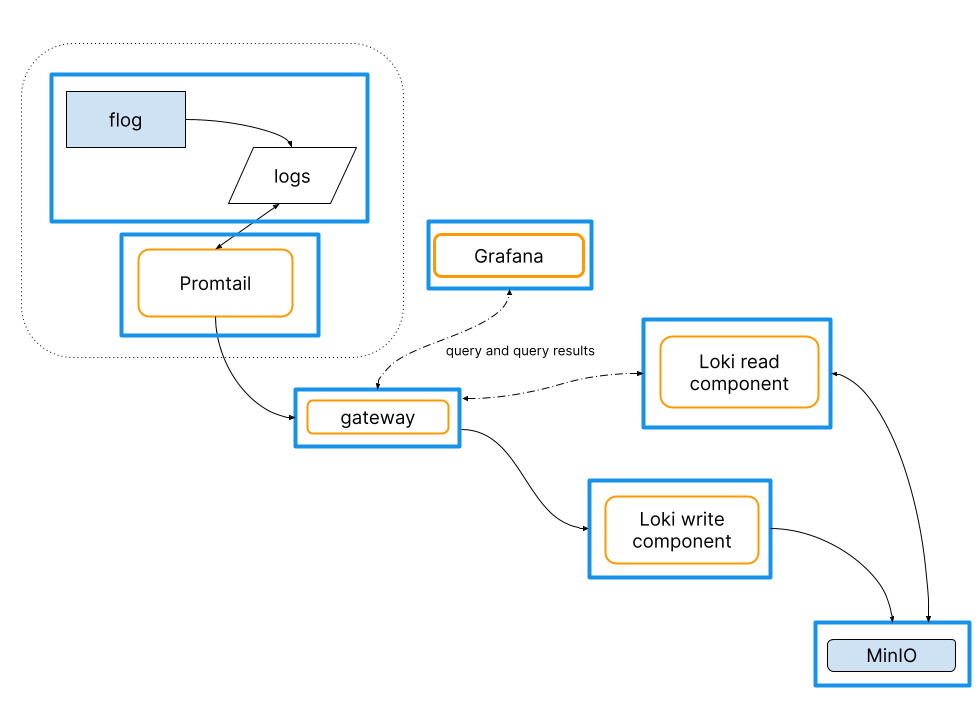 flog
logs
Promtail
Grafana
query and query results
Loki read
component
gateway
Loki write
component
MinIO